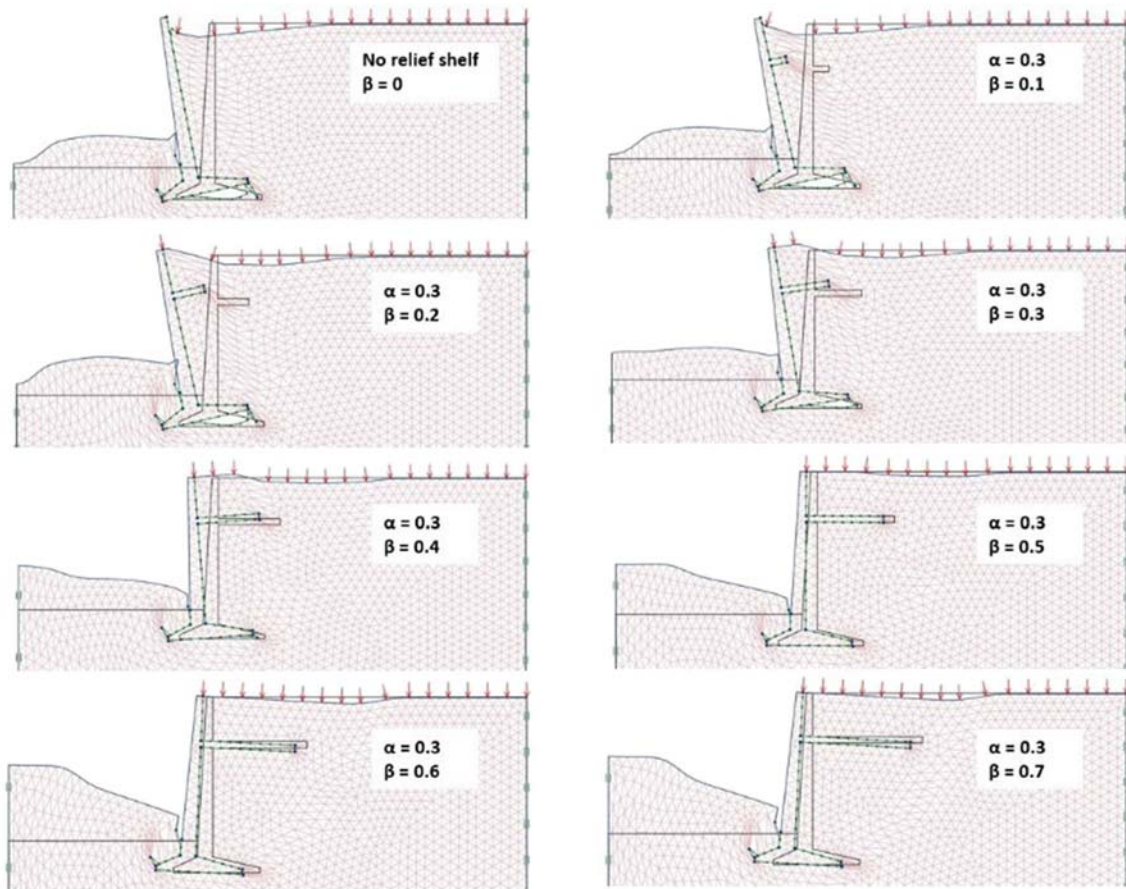 No relief shelf
β = 0
α = 0.3
β = 0.1
α = 0.3
β = 0.2
α = 0.3
β = 0.3
α = 0.3
β = 0.4
α = 0.3
β = 0.5
α = 0.3
β = 0.6
α = 0.3
β = 0.7